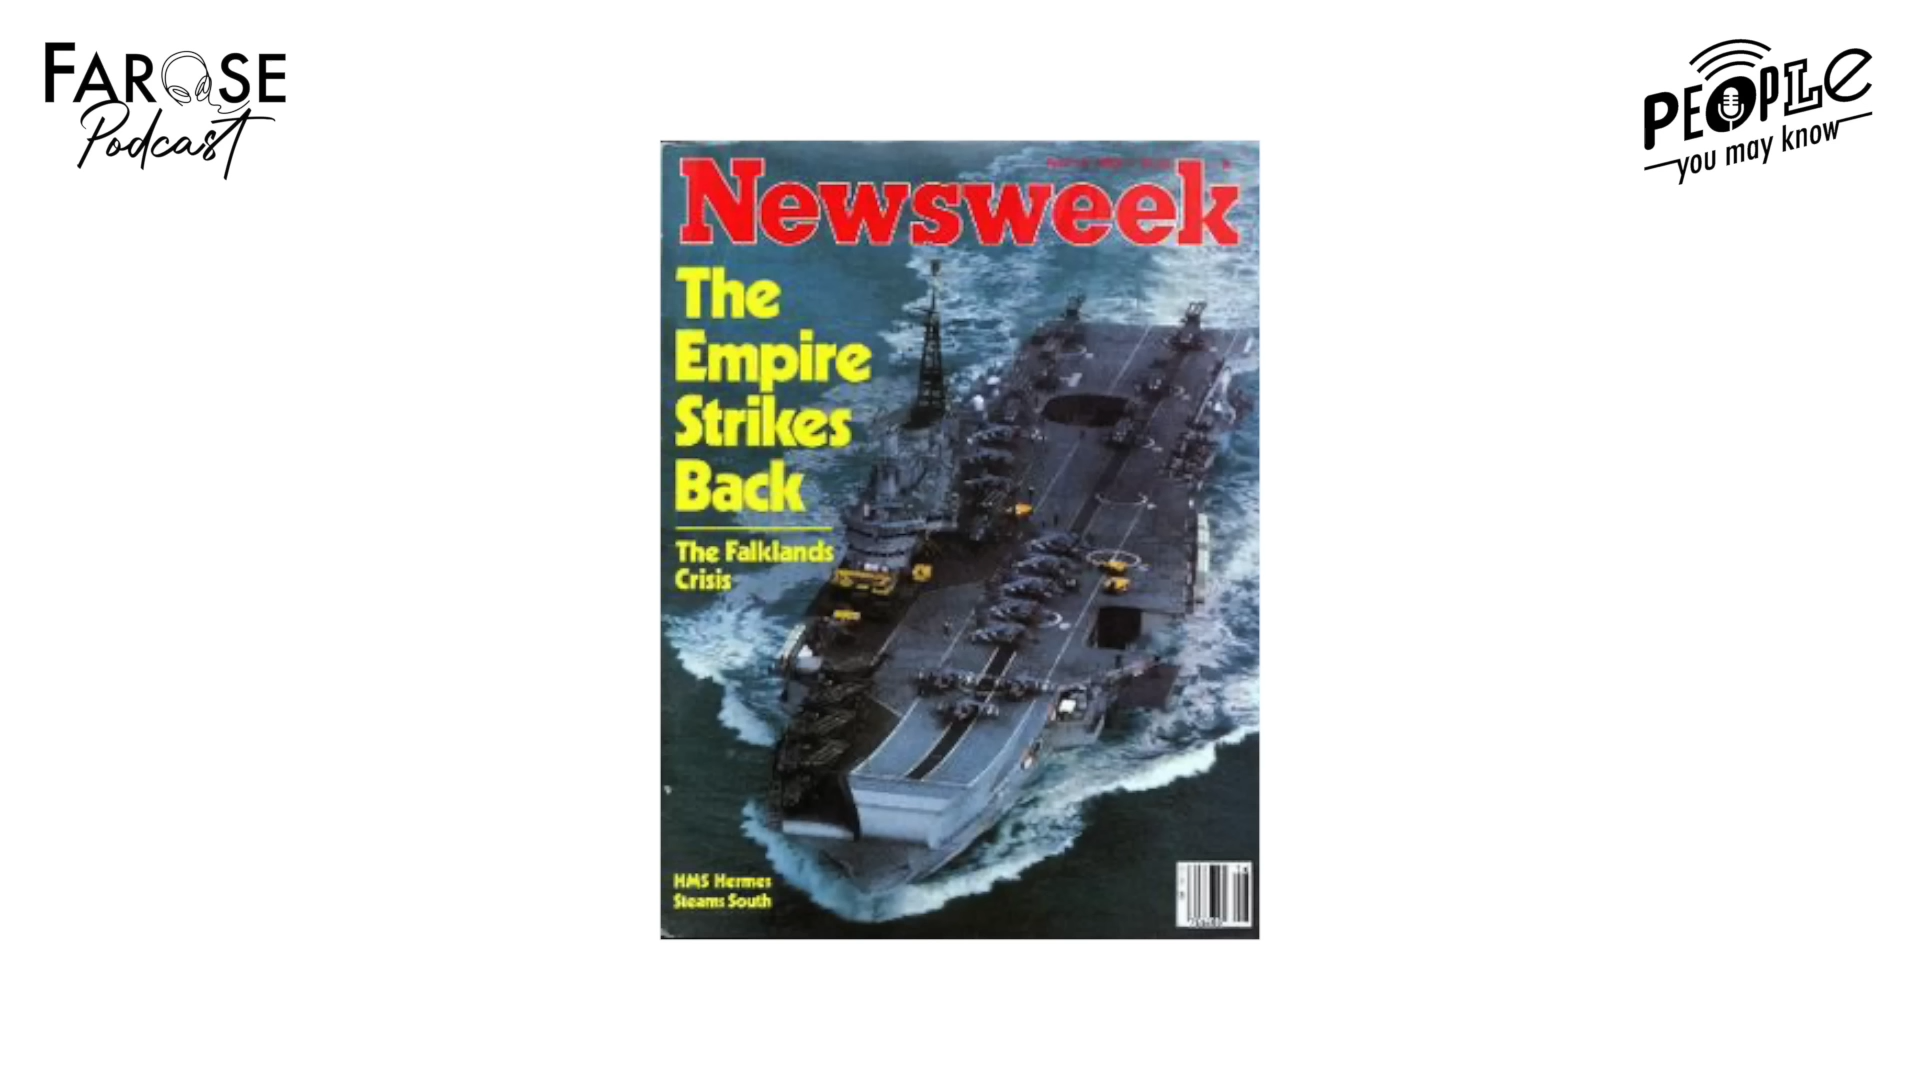 FAROSE
Podcast
PEOPLE
you may know
Newsweek
The
Empire
Strikes
Back
The Falklands
Crisis
HMS Hermes
Steams South